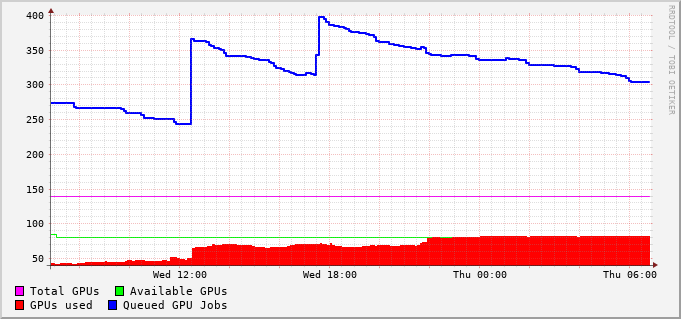 400
350
300
250
200
150
100
50
Wed 12:00 Wed 18:00 Thu 00:00 Thu 06:00
Total GPUs Available GPUs
GPUs used Queued GPU Jobs
RRDTOOL / TOBI OETIKER